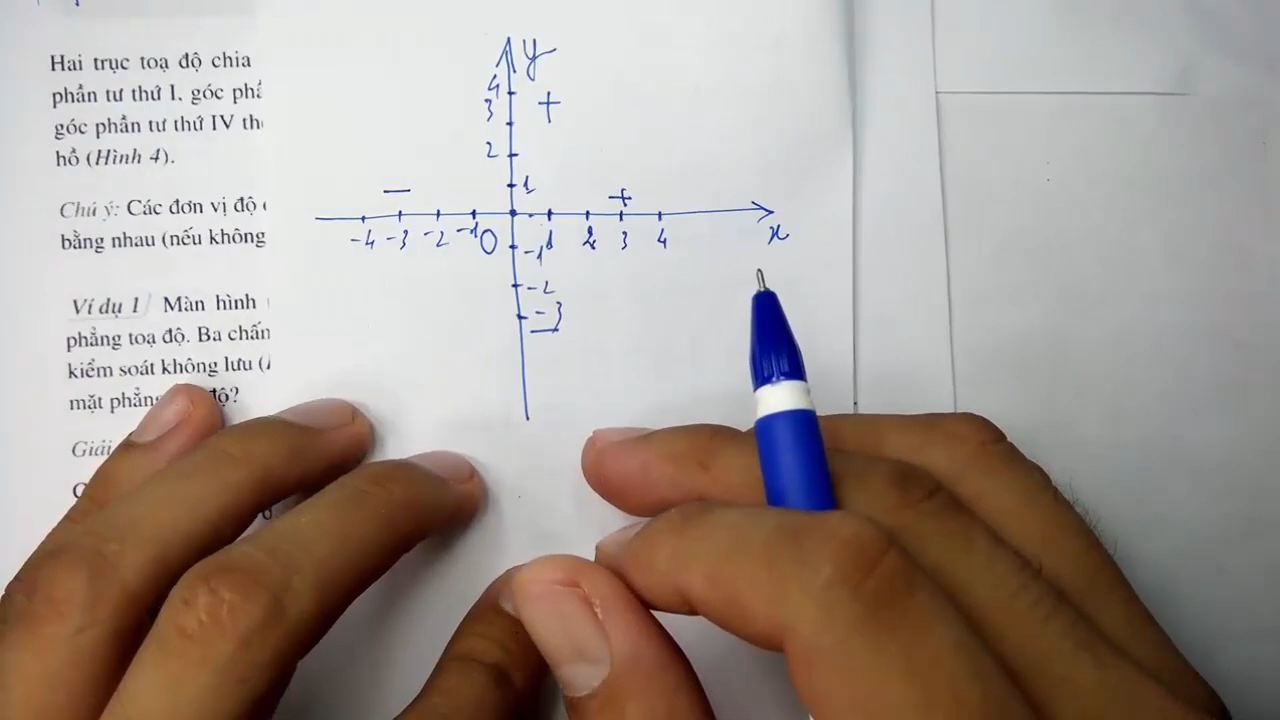 Hai trục toạ độ chia
phần tư thứ I, góc phầ
góc phần tư thứ IV th
hồ (Hình 4).
Chú ý: Các đơn vị độ
bằng nhau (nếu không
Ví dụ 1 Màn hình
phẳng toạ độ. Ba chấn
kiểm soát không lưu (
mặt phẳng độ?
Giải
y
4
3
+
2
1
− +
-4 -3 -2 -1 O 1 2 3 4 x
-1
-2
-3